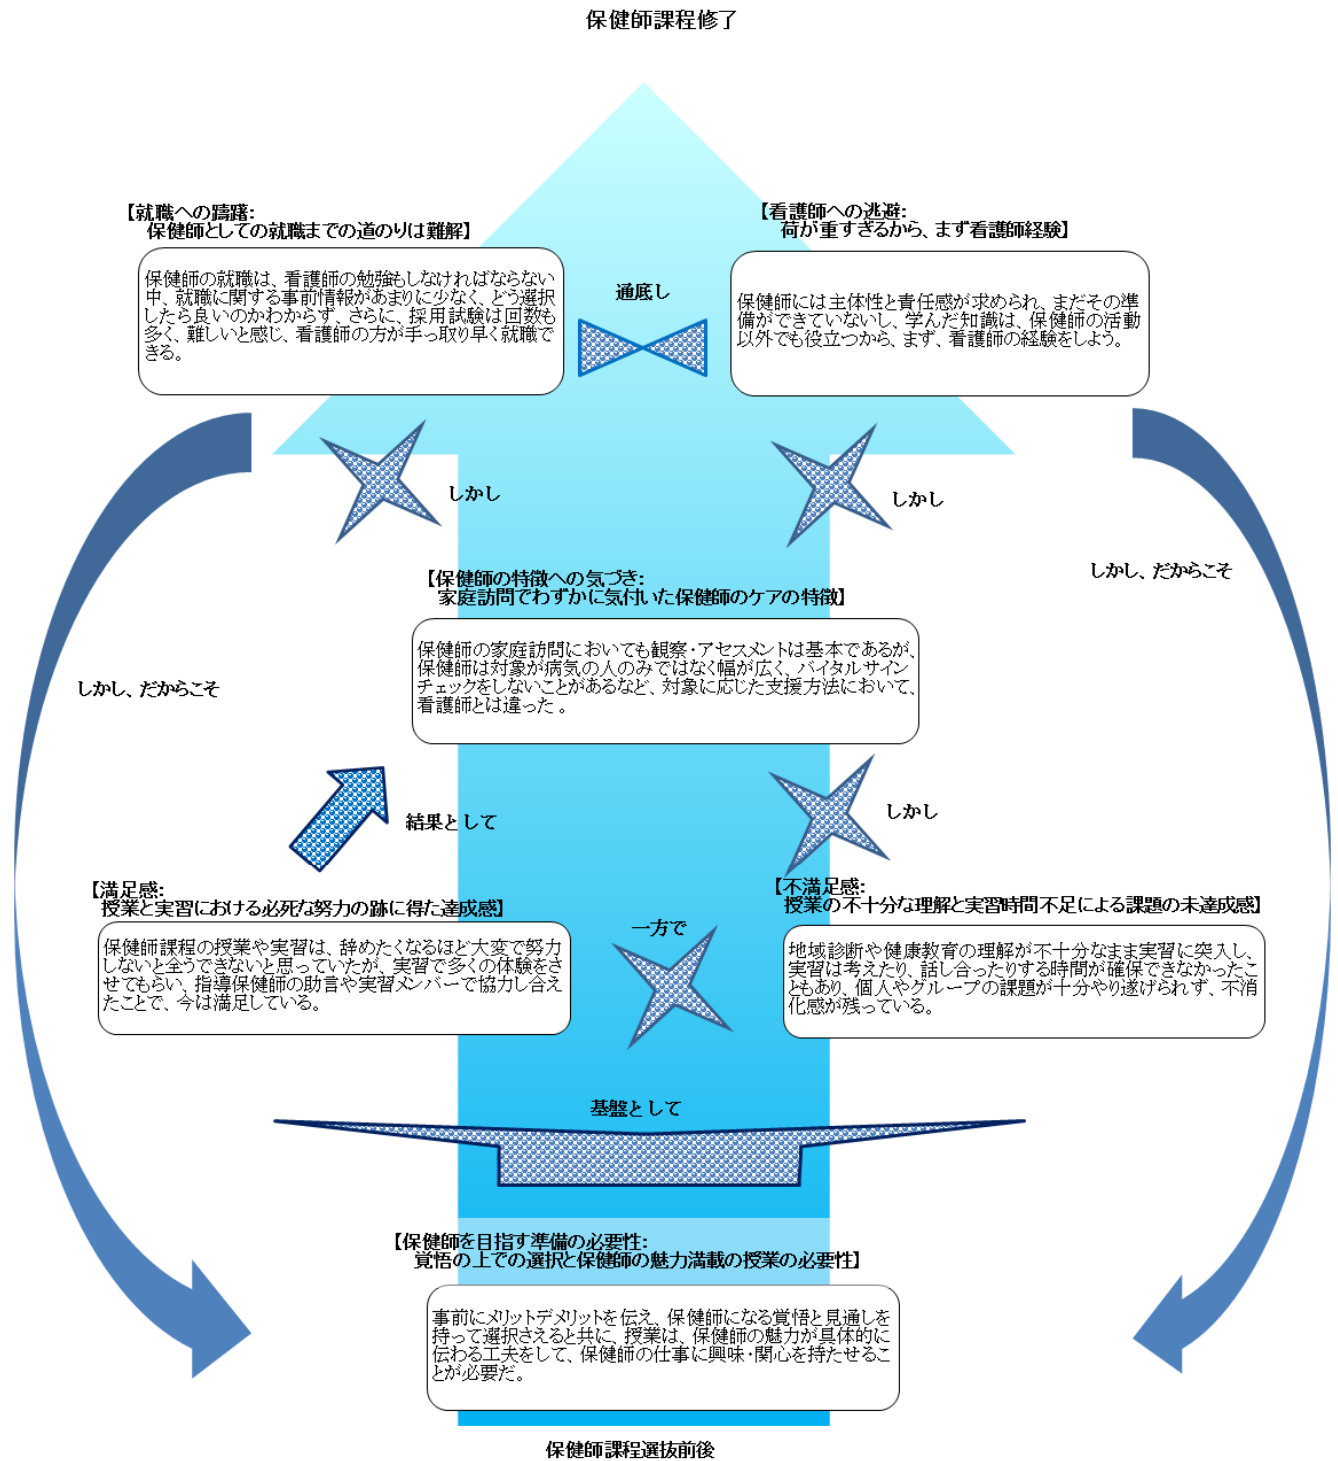 保健師課程修了
【就職への躊躇:
保健師としての就職までの道のりは難解】
保健師の就職は、看護師の勉強もしなければならない
中、就職に関する事前情報があまりに少なく、どう選択
したら良いのかわからず、さらに、採用試験は回数も
多く、難しいと感じ、看護師の方が手っ取り早く就職で
きる。
通底し
【看護師への逃避:
荷が重すぎるから、まず看護師経験】
保健師には主体性と責任感が求められ、まだその準
備ができていないし、学んだ知識は、保健師の活動
以外でも役立つから、まず、看護師の経験をしよう。
しかし
しかし
しかし、だからこそ
しかし、だからこそ
【保健師の特徴への気づき:
家庭訪問でわずかに気付いた保健師のケアの特徴】
保健師の家庭訪問においても観察・アセスメントは基本であるが、
保健師は対象が病気の人のみではなく幅が広く、バイタルサイン
チェックをしないことがあるなど、対象に応じた支援方法において、
看護師とは違った 。
結果として
しかし
【満足感:
授業と実習における必死な努力の跡に得た達成感】
保健師課程の授業や実習は、辞めたくなるほど大変で努力
しないと全うできないと思っていたが、実習で多くの体験をさ
せてもらい、指導保健師の助言や実習メンバーで協力し合え
たことで、今は満足している。
一方で
【不満足感:
授業の不十分な理解と実習時間不足による課題の未達成感】
地域診断や健康教育の理解が不十分なまま実習に突入し、
実習は考えたり、話し合ったりする時間が確保できなかったこ
ともあり、個人やグループの課題が十分やり遂げられず、不消
化感が残っている。
基盤として
【保健師を目指す準備の必要性:
覚悟の上での選択と保健師の魅力満載の授業の必要性】
事前にメリットデメリットを伝え、保健師になる覚悟と見通しを
持って選択さえると共に、授業は、保健師の魅力が具体的に
伝わる工夫をして、保健師の仕事に興味・関心を持たせるこ
とが必要だ。
保健師課程選抜前後